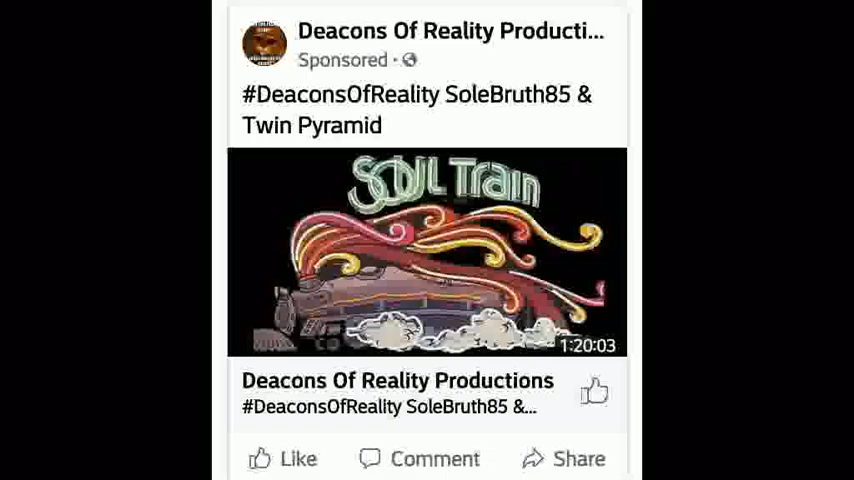 Deacons Of Reality Producti...
Sponsored ·
#DeaconsOfReality SoleBruth85 &
Twin Pyramid
SOUL Train
1:20:03
Deacons Of Reality Productions
#DeaconsOfReality SoleBruth85 &...
Like Comment Share